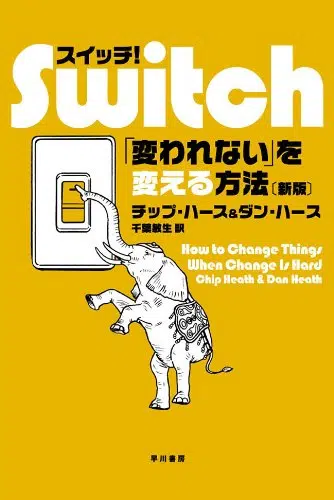 スイッチ!
Switch
「変われない」を
変える方法〔新版〕
チップ・ハース&ダン・ハース
千葉敏生 訳
How to Change Things
When Change Is Hard
Chip Heath & Dan Heath
早川書房